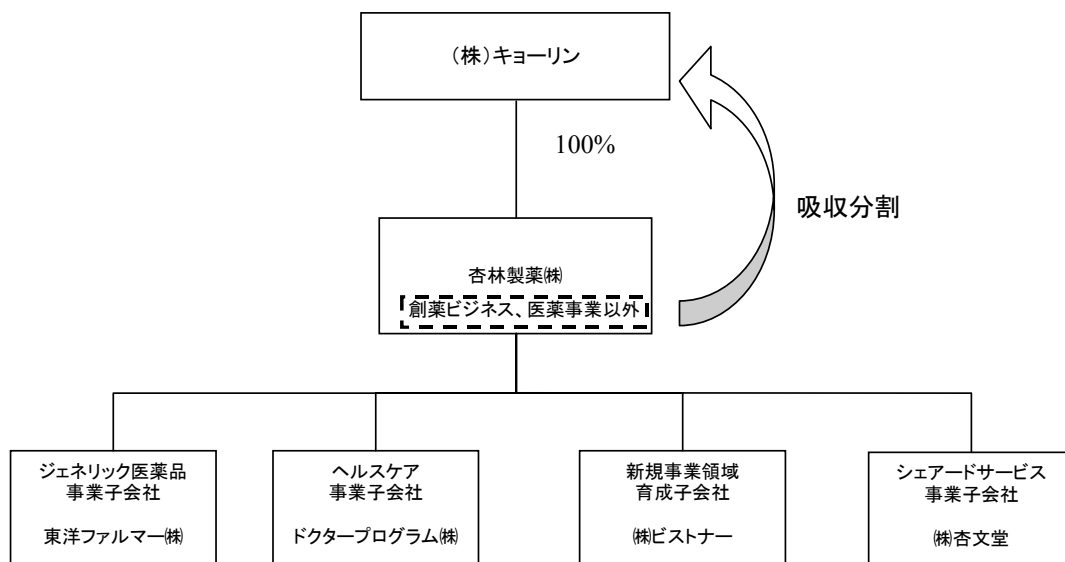 （株）キョーリン
100%
吸収分割
杏林製薬㈱
創薬ビジネス、医薬事業以外
ジェネリック医薬品
事業子会社
東洋ファルマー㈱
ヘルスケア
事業子会社
ドクタープログラム㈱
新規事業領域
育成子会社
㈱ビストナー
シェアードサービス
事業子会社
㈱杏文堂